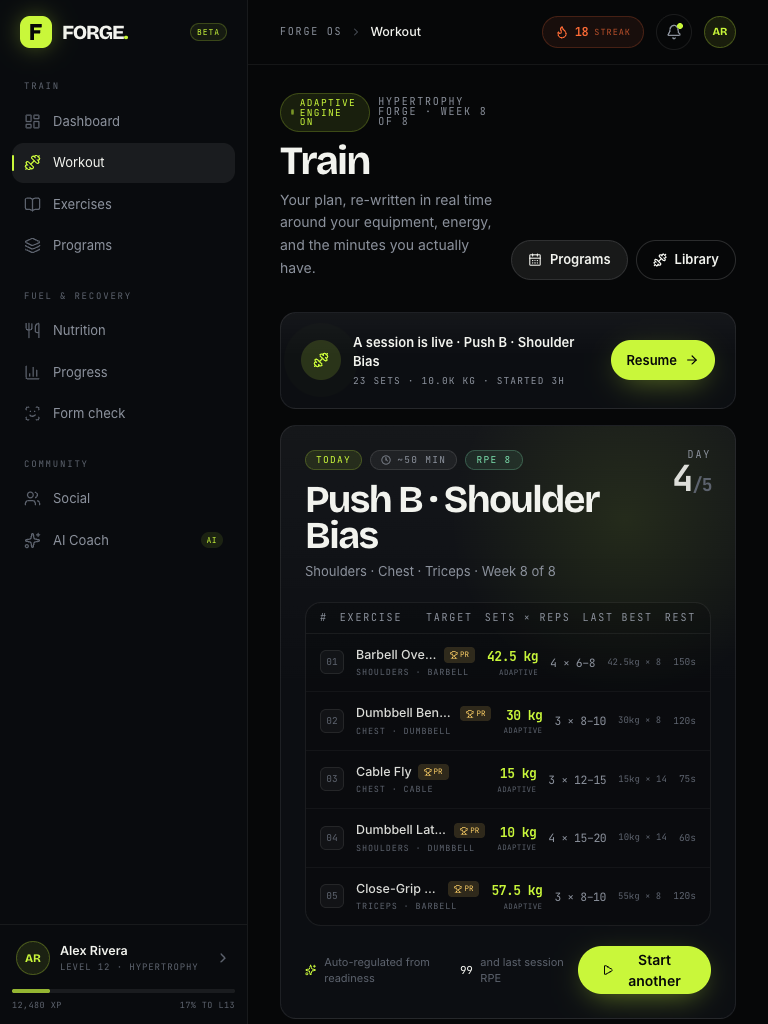 F FORGE. BETA
TRAIN
Dashboard
Workout
Exercises
Programs
FUEL & RECOVERY
Nutrition
Progress
Form check
COMMUNITY
Social
AI Coach AI
AR Alex Rivera
LEVEL 12 · HYPERTROPHY
12,480 XP 17% TO L13
FORGE OS > Workout
18 STREAK
AR
ADAPTIVE
ENGINE
ON
HYPERTROPHY
FORGE · WEEK 8
OF 8
Train
Your plan, re-written in real time
around your equipment, energy,
and the minutes you actually
have.
Programs
Library
A session is live · Push B · Shoulder
Bias
23 SETS · 10.0K KG · STARTED 3H
Resume
TODAY ~50 MIN RPE 8
DAY
4/5
Push B · Shoulder
Bias
Shoulders · Chest · Triceps · Week 8 of 8
# EXERCISE TARGET SETS × REPS LAST BEST REST
01 Barbell Ove... PR 42.5 kg 4 × 6–8 42.5kg × 8 150s
SHOULDERS · BARBELL ADAPTIVE
02 Dumbbell Ben... PR 30 kg 3 × 8–10 30kg × 8 120s
CHEST · DUMBBELL ADAPTIVE
03 Cable Fly PR 15 kg 3 × 12–15 15kg × 14 75s
CHEST · CABLE ADAPTIVE
04 Dumbbell Lat... PR 10 kg 4 × 15–20 10kg × 14 60s
SHOULDERS · DUMBBELL ADAPTIVE
05 Close-Grip ... PR 57.5 kg 3 × 8–10 55kg × 8 120s
TRICEPS · BARBELL ADAPTIVE
Auto-regulated from
readiness
99
and last session
RPE
Start
another